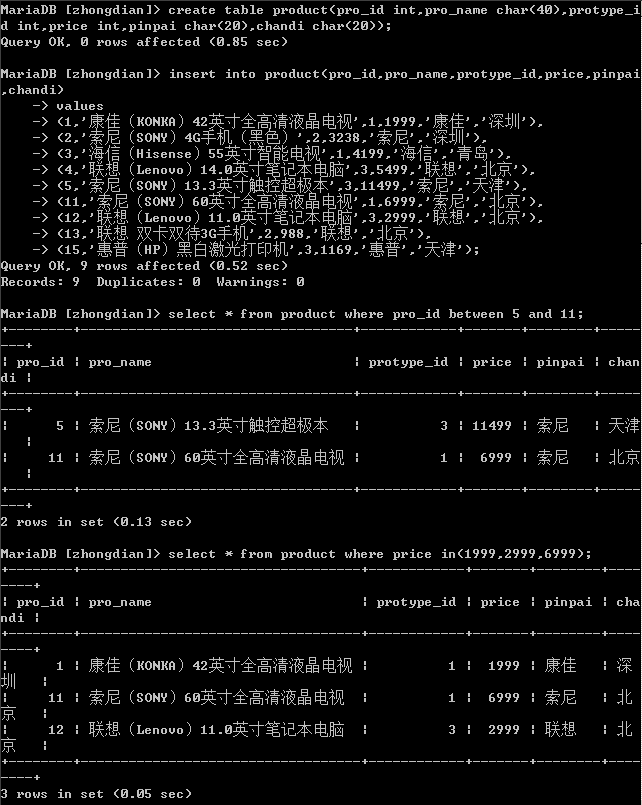 MariaDB [zhongdian]> create table product(pro_id int,pro_name char(40),protype_i
d int,price int,pinpai char(20),chandi char(20));
Query OK, 0 rows affected (0.85 sec)
MariaDB [zhongdian]> insert into product(pro_id,pro_name,protype_id,price,pinpai
,chandi)
    -> values
    -> (1,'康佳（KONKA）42英寸全高清液晶电视',1,1999,'康佳','深圳'),
    -> (2,'索尼（SONY）4G手机（黑色）',2,3238,'索尼','深圳'),
    -> (3,'海信（Hisense）55英寸智能电视',1,4199,'海信','青岛'),
    -> (4,'联想（Lenovo）14.0英寸笔记本电脑',3,5499,'联想','北京'),
    -> (5,'索尼（SONY）13.3英寸触控超极本',3,11499,'索尼','天津'),
    -> (11,'索尼（SONY）60英寸全高清液晶电视',1,6999,'索尼','北京'),
    -> (12,'联想（Lenovo）11.0英寸笔记本电脑',3,2999,'联想','北京'),
    -> (13,'联想 双卡双待3G手机',2,988,'联想','北京'),
    -> (15,'惠普（HP）黑白激光打印机',3,1169,'惠普','天津');
Query OK, 9 rows affected (0.52 sec)
Records: 9  Duplicates: 0  Warnings: 0
MariaDB [zhongdian]> select * from product where pro_id between 5 and 11;
+--------+----------------------------------+-------------+-------+--------+----
---+
| pro_id | pro_name                         | protype_id | price | pinpai | chan
di |
+--------+----------------------------------+-------------+-------+--------+----
---+
|      5 | 索尼（SONY）13.3英寸触控超极本   |          3 | 11499 | 索尼   | 天津
   |
|     11 | 索尼（SONY）60英寸全高清液晶电视 |          1 |  6999 | 索尼   | 北京
   |
+--------+----------------------------------+-------------+-------+--------+----
---+
2 rows in set (0.13 sec)
MariaDB [zhongdian]> select * from product where price in(1999,2999,6999);
+--------+-----------------------------------+------------+-------+--------+----
----+
| pro_id | pro_name                          | protype_id | price | pinpai | cha
ndi |
+--------+-----------------------------------+------------+-------+--------+----
----+
|      1 | 康佳（KONKA）42英寸全高清液晶电视 |          1 |  1999 | 康佳   | 深
圳   |
|     11 | 索尼（SONY）60英寸全高清液晶电视  |          1 |  6999 | 索尼   | 北
京   |
|     12 | 联想（Lenovo）11.0英寸笔记本电脑  |          3 |  2999 | 联想   | 北
京   |
+--------+-----------------------------------+------------+-------+--------+----
----+
3 rows in set (0.05 sec)